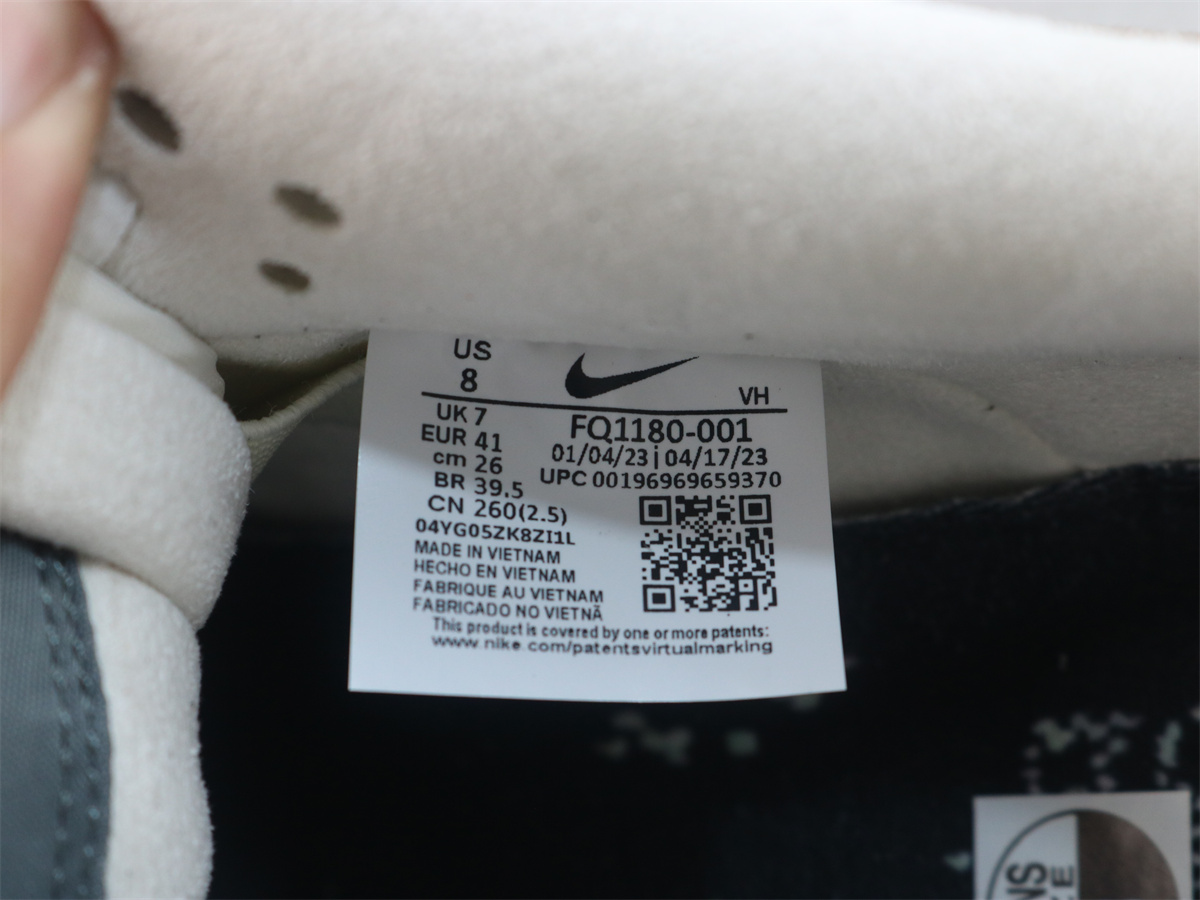 US
8
VH
UK 7
EUR 41
cm 26
BR 39.5
CN 260(2.5)
FQ1180-001
01/04/23|04/17/23
UPC 00196969659370
04YG05ZK8ZI1L
MADE IN VIETNAM
HECHO EN VIETNAM
FABRIQUE AU VIETNAM
FABRICADO NO VIETNÃ
This product is covered by one or more patents:
www.nike.com/patentsvirtualmarking